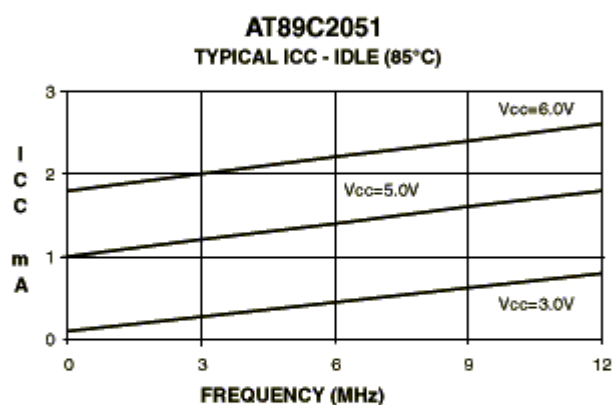 AT89C2051
TYPICAL ICC - IDLE (85°C)
3
2
1
0
I
C
C
m
A
Vcc=6.0V
Vcc=5.0V
Vcc=3.0V
0 3 6 9 12
FREQUENCY (MHz)